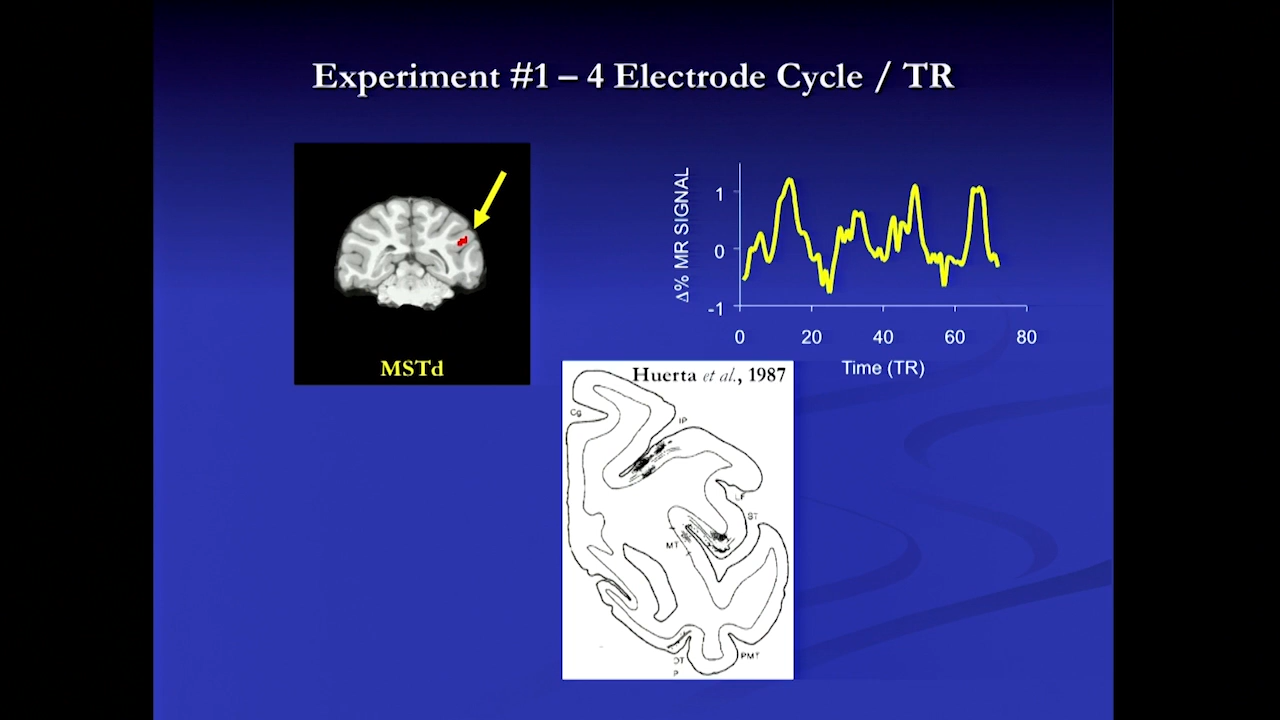 Experiment #1 – 4 Electrode Cycle / TR
MSTd
Δ% MR SIGNAL
1
0
-1
0 20 40 60 80
Time (TR)
Huerta et al., 1987
Cg
IP
LF
ST
MT
PMT
P